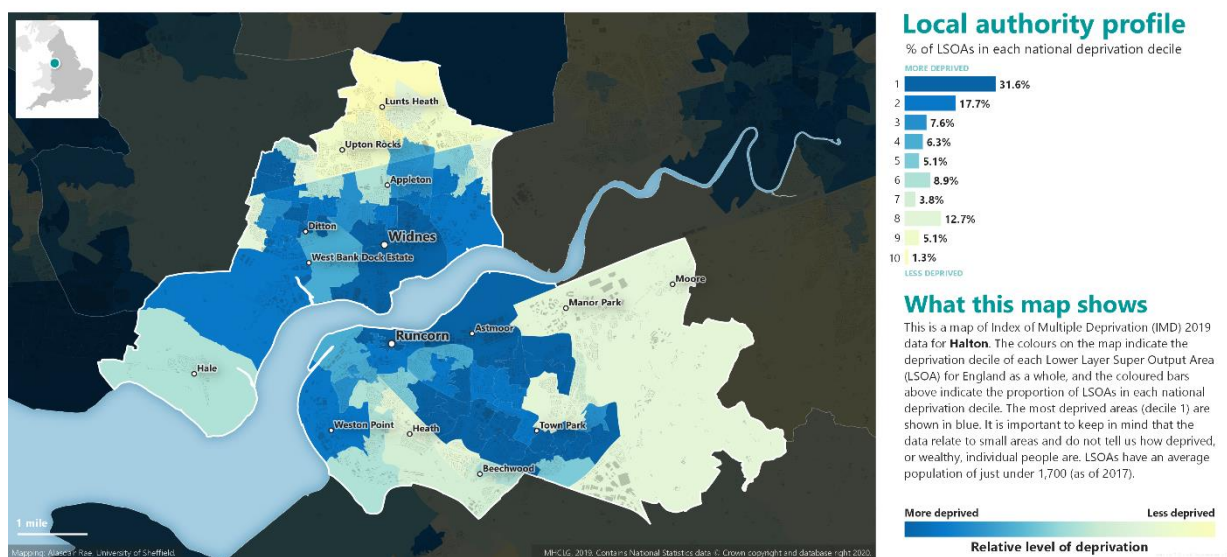 Local authority profile
% of LSOAs in each national deprivation decile
MORE DEPRIVED
1 31.6%
2 17.7%
3 7.6%
4 6.3%
5 5.1%
6 8.9%
7 3.8%
8 12.7%
9 5.1%
10 1.3%
LESS DEPRIVED
What this map shows
This is a map of Index of Multiple Deprivation (IMD) 2019
data for Halton. The colours on the map indicate the
deprivation decile of each Lower Layer Super Output Area
(LSOA) for England as a whole, and the coloured bars
above indicate the proportion of LSOAs in each national
deprivation decile. The most deprived areas (decile 1) are
shown in blue. It is important to keep in mind that the
data relate to small areas and do not tell us how deprived,
or wealthy, individual people are. LSOAs have an average
population of just under 1,700 (as of 2017).
More deprived Less deprived
Relative level of deprivation
Lunts Heath
Upton Rocks
Appleton
Ditton
Widnes
West Bank Dock Estate
Moore
Manor Park
Astmoor
Runcorn
Hale
Weston Point
Heath
Town Park
Beechwood
1 mile
Mapping: Alasdair Rae, University of Sheffield.
MHCLG, 2019. Contains National Statistics data © Crown copyright and database right 2020.